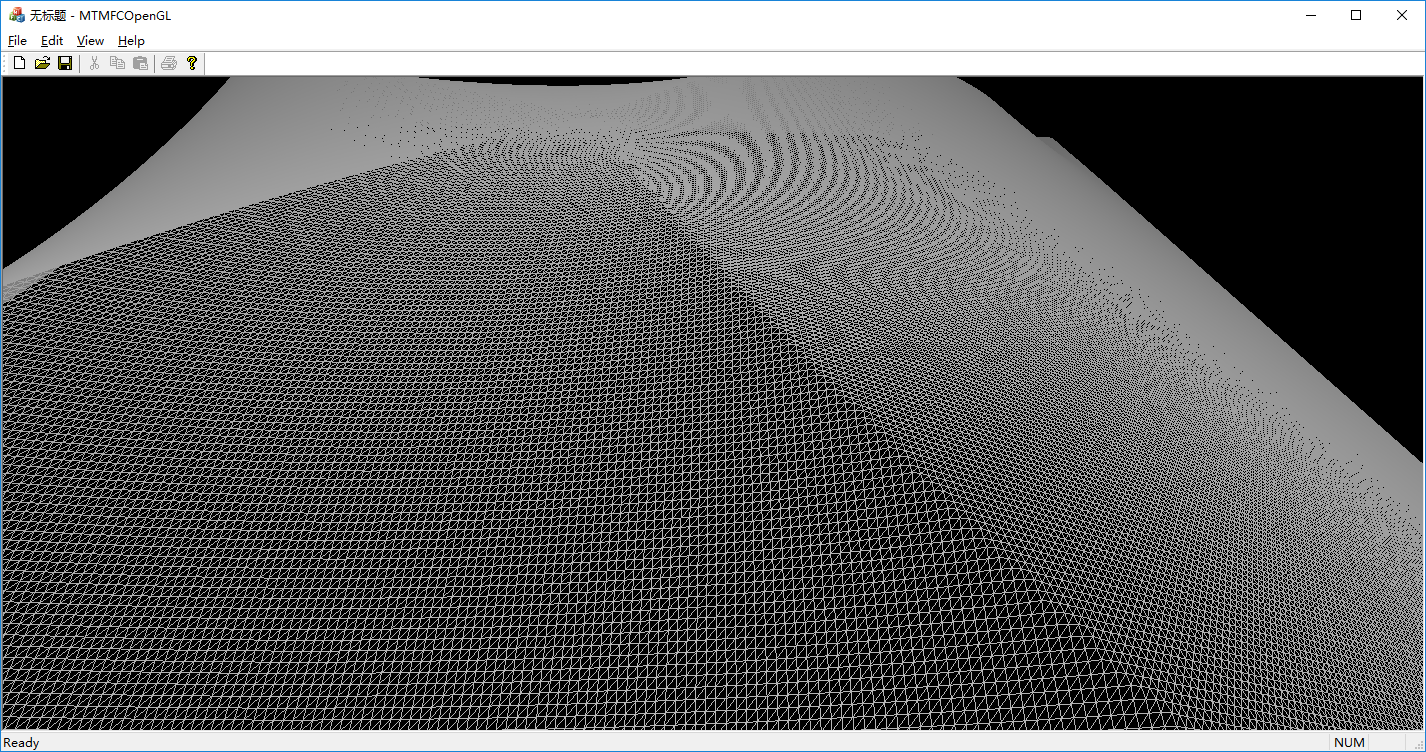 无标题 - MTMFCOpenGL
File Edit View Help
Ready NUM